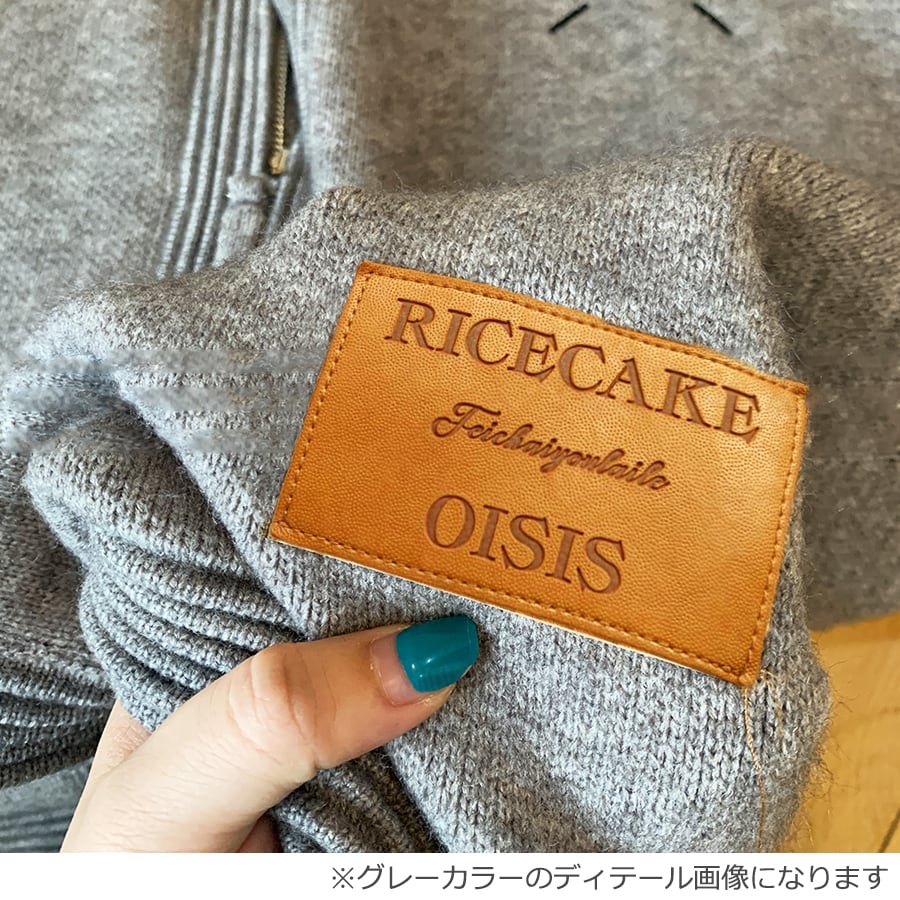 RICECAKE
Feichaiyonlaile
OISIS
※グレーカラーのディテール画像になります